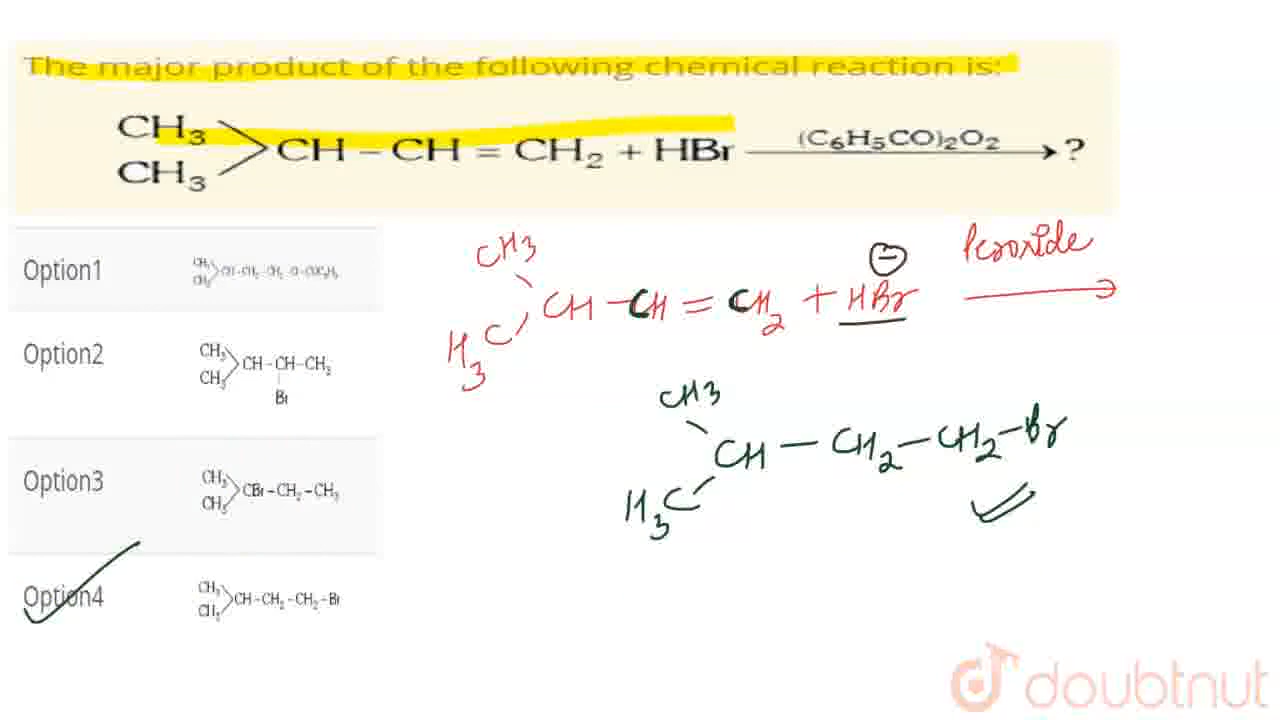 The major product of the following chemical reaction is:
CH3
CH3
CH – CH = CH2 + HBr (C6H5CO)2O2 → ?
Option1
Option2
CH3
CH3
CH – CH – CH3
Br
Option3
CH3
CH3
CBr – CH2 – CH3
Option4
CH3
CH3
CH – CH2 – CH2 – Br
CH3
H3C
CH – CH = CH2 + HBr Peroxide →
⊖
CH3
H3C
CH – CH2 – CH2 – Br
doubtnut